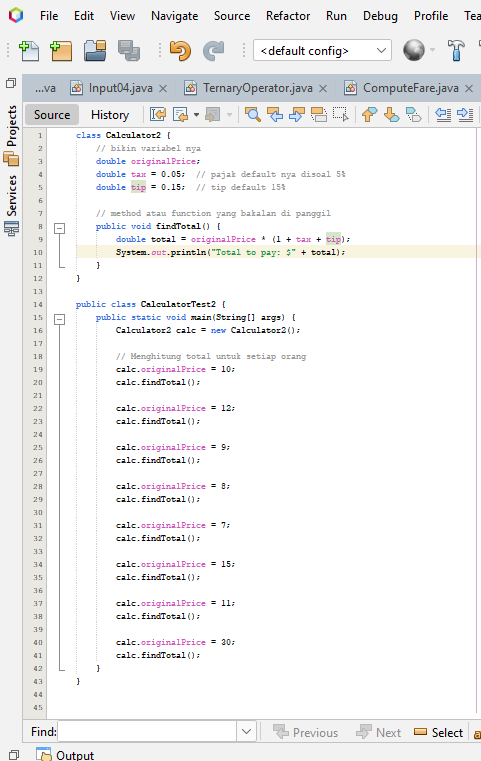 File Edit View Navigate Source Refactor Run Debug Profile
<default config>
...va Input04.java TernaryOperator.java ComputeFare.java
Source History
Projects
Services
1 class Calculator2 {
2 // bikin variabel nya
3 double originalPrice;
4 double tax = 0.05; // pajak default nya disoal 5%
5 double tip = 0.15; // tip default 15%
6
7 // method atau function yang bakalan di panggil
8 public void findTotal() {
9 double total = originalPrice * (1 + tax + tip);
10 System.out.println("Total to pay: $" + total);
11 }
12 }
13
14 public class CalculatorTest2 {
15 public static void main(String[] args) {
16 Calculator2 calc = new Calculator2();
17
18 // Menghitung total untuk setiap orang
19 calc.originalPrice = 10;
20 calc.findTotal();
21
22 calc.originalPrice = 12;
23 calc.findTotal();
24
25 calc.originalPrice = 9;
26 calc.findTotal();
27
28 calc.originalPrice = 8;
29 calc.findTotal();
30
31 calc.originalPrice = 7;
32 calc.findTotal();
33
34 calc.originalPrice = 15;
35 calc.findTotal();
36
37 calc.originalPrice = 11;
38 calc.findTotal();
39
40 calc.originalPrice = 30;
41 calc.findTotal();
42 }
43 }
44
45
Find: Previous Next Select
Output